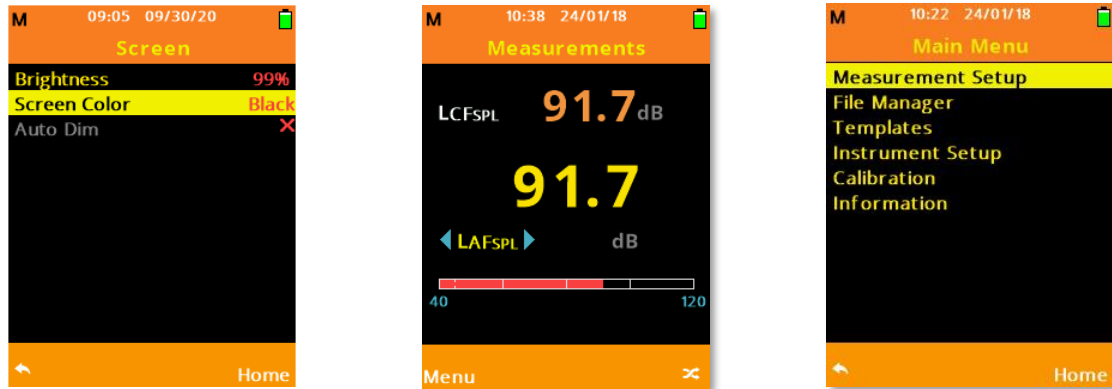 M 09:05 09/30/20
Screen
Brightness 99%
Screen Color Black
Auto Dim
Home
M 10:38 24/01/18
Measurements
LCFSPL 91.7 dB
91.7
LAFSPL dB
40 120
Menu
M 10:22 24/01/18
Main Menu
Measurement Setup
File Manager
Templates
Instrument Setup
Calibration
Information
Home